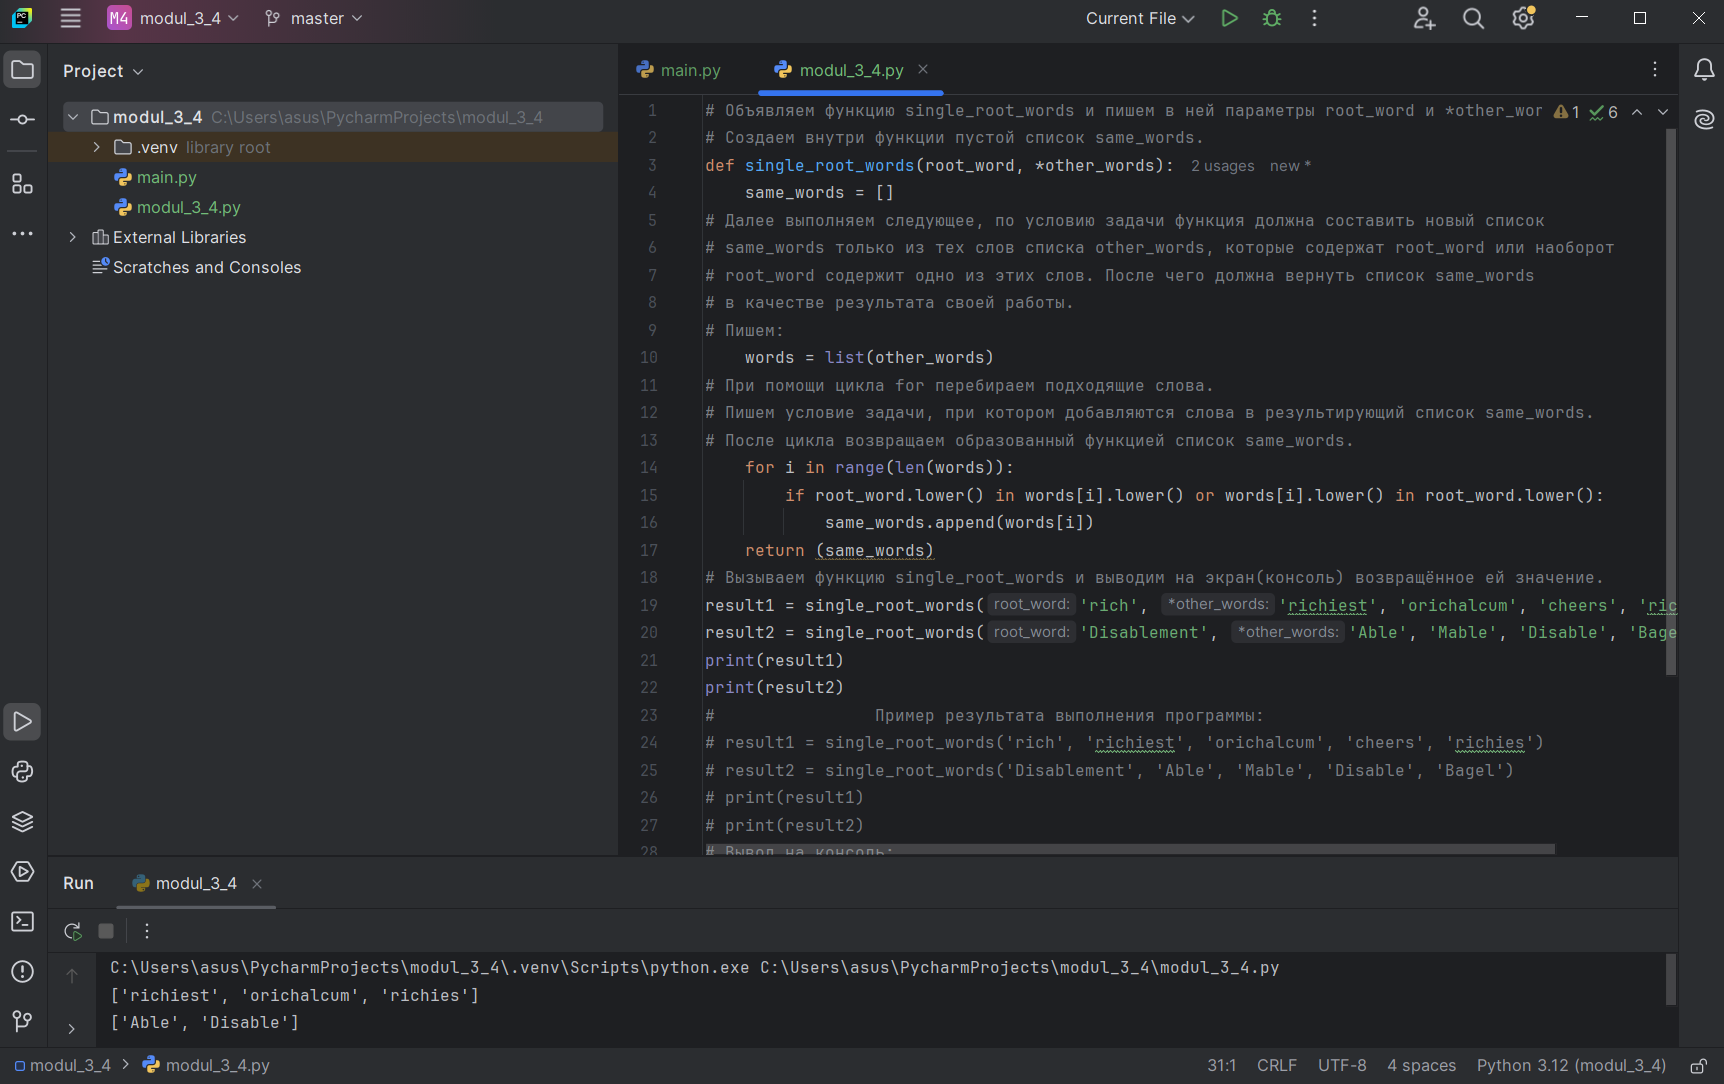 M4 modul_3_4 master Current File
Project
main.py modul_3_4.py
modul_3_4 C:\Users\asus\PycharmProjects\modul_3_4
.venv library root
main.py
modul_3_4.py
External Libraries
Scratches and Consoles
1 # Объявляем функцию single_root_words и пишем в ней параметры root_word и *other_wor 1 6
2 # Создаем внутри функции пустой список same_words.
3 def single_root_words(root_word, *other_words): 2 usages new *
4 same_words = []
5 # Далее выполняем следующее, по условию задачи функция должна составить новый список
6 # same_words только из тех слов списка other_words, которые содержат root_word или наоборот
7 # root_word содержит одно из этих слов. После чего должна вернуть список same_words
8 # в качестве результата своей работы.
9 # Пишем:
10 words = list(other_words)
11 # При помощи цикла for перебираем подходящие слова.
12 # Пишем условие задачи, при котором добавляются слова в результирующий список same_words.
13 # После цикла возвращаем образованный функцией список same_words.
14 for i in range(len(words)):
15 if root_word.lower() in words[i].lower() or words[i].lower() in root_word.lower():
16 same_words.append(words[i])
17 return (same_words)
18 # Вызываем функцию single_root_words и выводим на экран(консоль) возвращённое ей значение.
19 result1 = single_root_words( root_word: 'rich', *other_words: 'richiest', 'orichalcum', 'cheers', 'ric
20 result2 = single_root_words( root_word: 'Disablement', *other_words: 'Able', 'Mable', 'Disable', 'Bage
21 print(result1)
22 print(result2)
23 # Пример результата выполнения программы:
24 # result1 = single_root_words('rich', 'richiest', 'orichalcum', 'cheers', 'richies')
25 # result2 = single_root_words('Disablement', 'Able', 'Mable', 'Disable', 'Bagel')
26 # print(result1)
27 # print(result2)
28 # Вывод на консоль:
Run modul_3_4
C:\Users\asus\PycharmProjects\modul_3_4\.venv\Scripts\python.exe C:\Users\asus\PycharmProjects\modul_3_4\modul_3_4.py
['richiest', 'orichalcum', 'richies']
['Able', 'Disable']
modul_3_4 > modul_3_4.py 31:1 CRLF UTF-8 4 spaces Python 3.12 (modul_3_4)